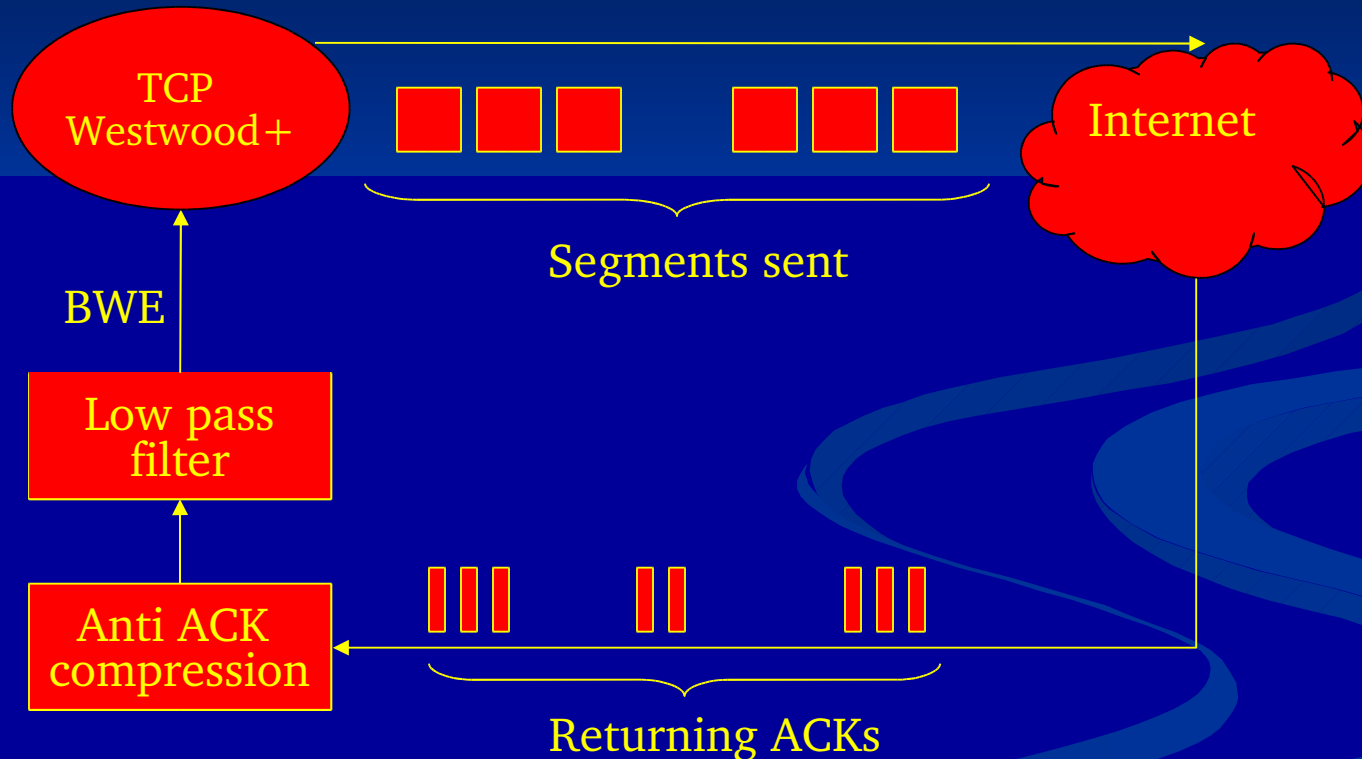 TCP
Westwood+
Internet
Segments sent
BWE
Low pass
filter
Anti ACK
compression
Returning ACKs